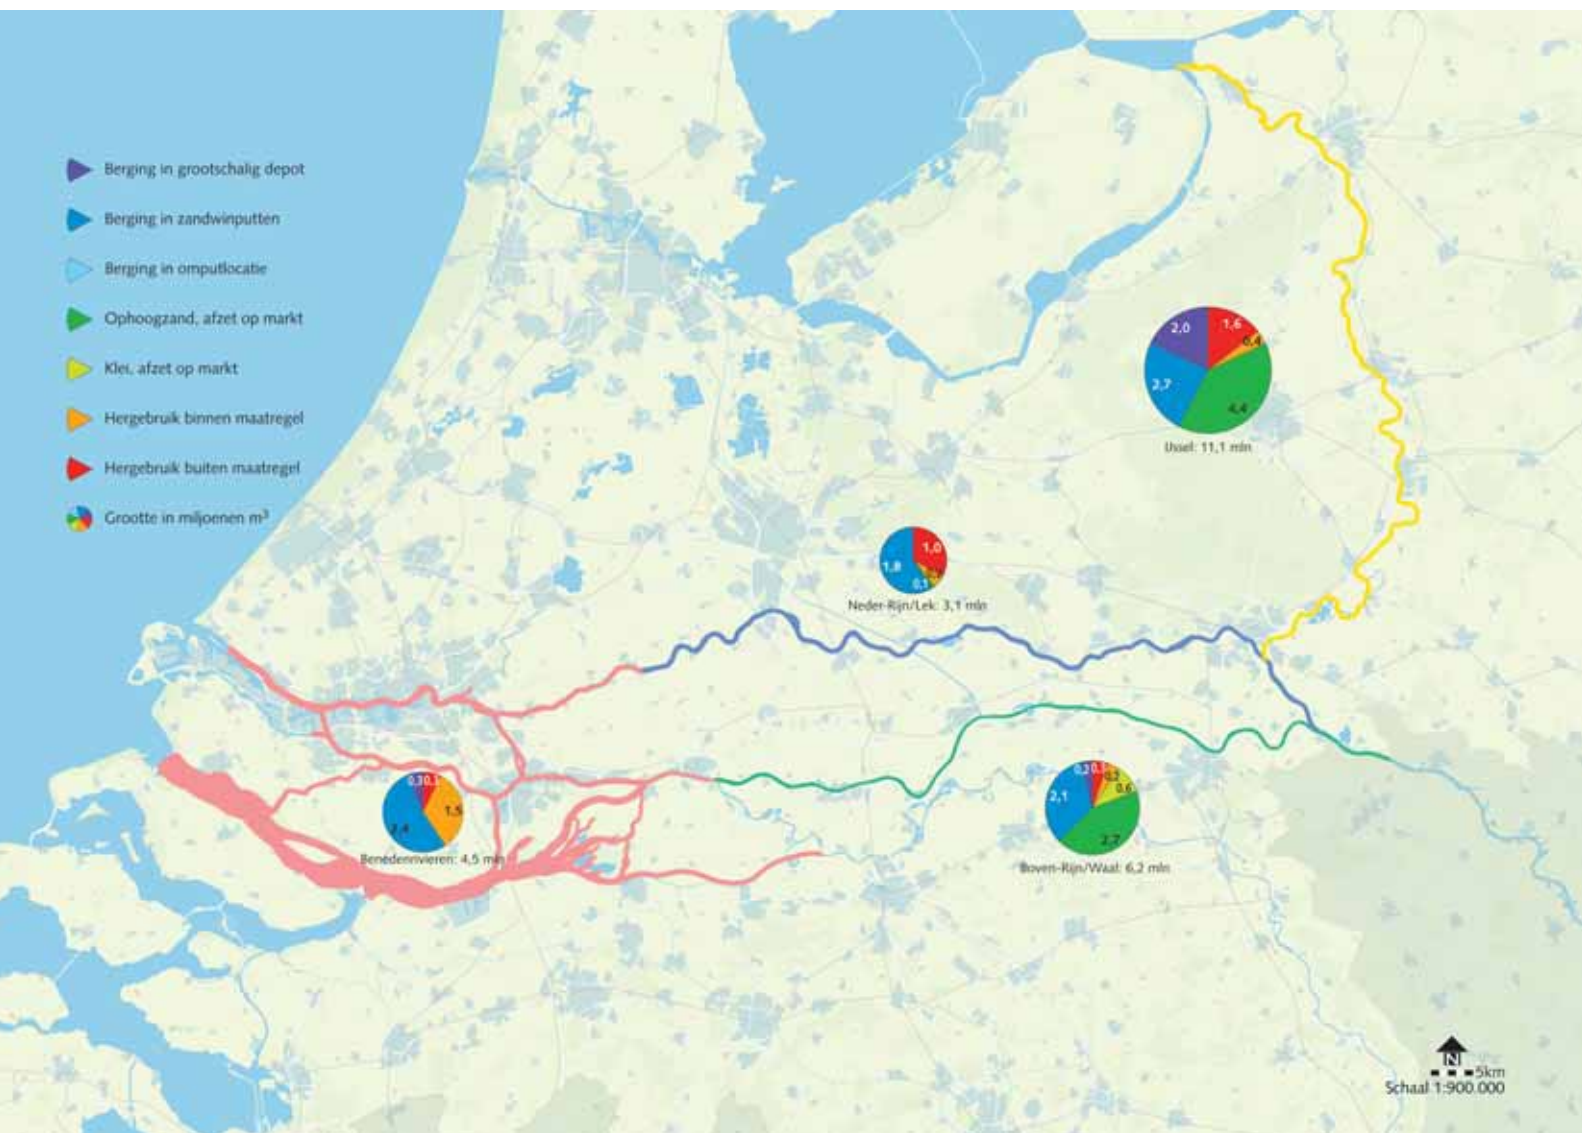 Berging in grootschalig depot
Berging in zandwinputten
Berging in omputlocatie
Ophoogzand, afzet op markt
Klei, afzet op markt
Hergebruik binnen maatregel
Hergebruik buiten maatregel
Grootte in miljoenen m³
2,0
1,6
0,4
2,7
4,4
IJssel: 11,1 mln
1,0
1,8
0,1
Neder-Rijn/Lek: 3,1 mln
0,3
1,5
2,4
Benedenrivieren: 4,5 mln
0,2
0,2
0,6
2,1
2,7
Boven-Rijn/Waal: 6,2 mln
N
5km
Schaal 1:900.000